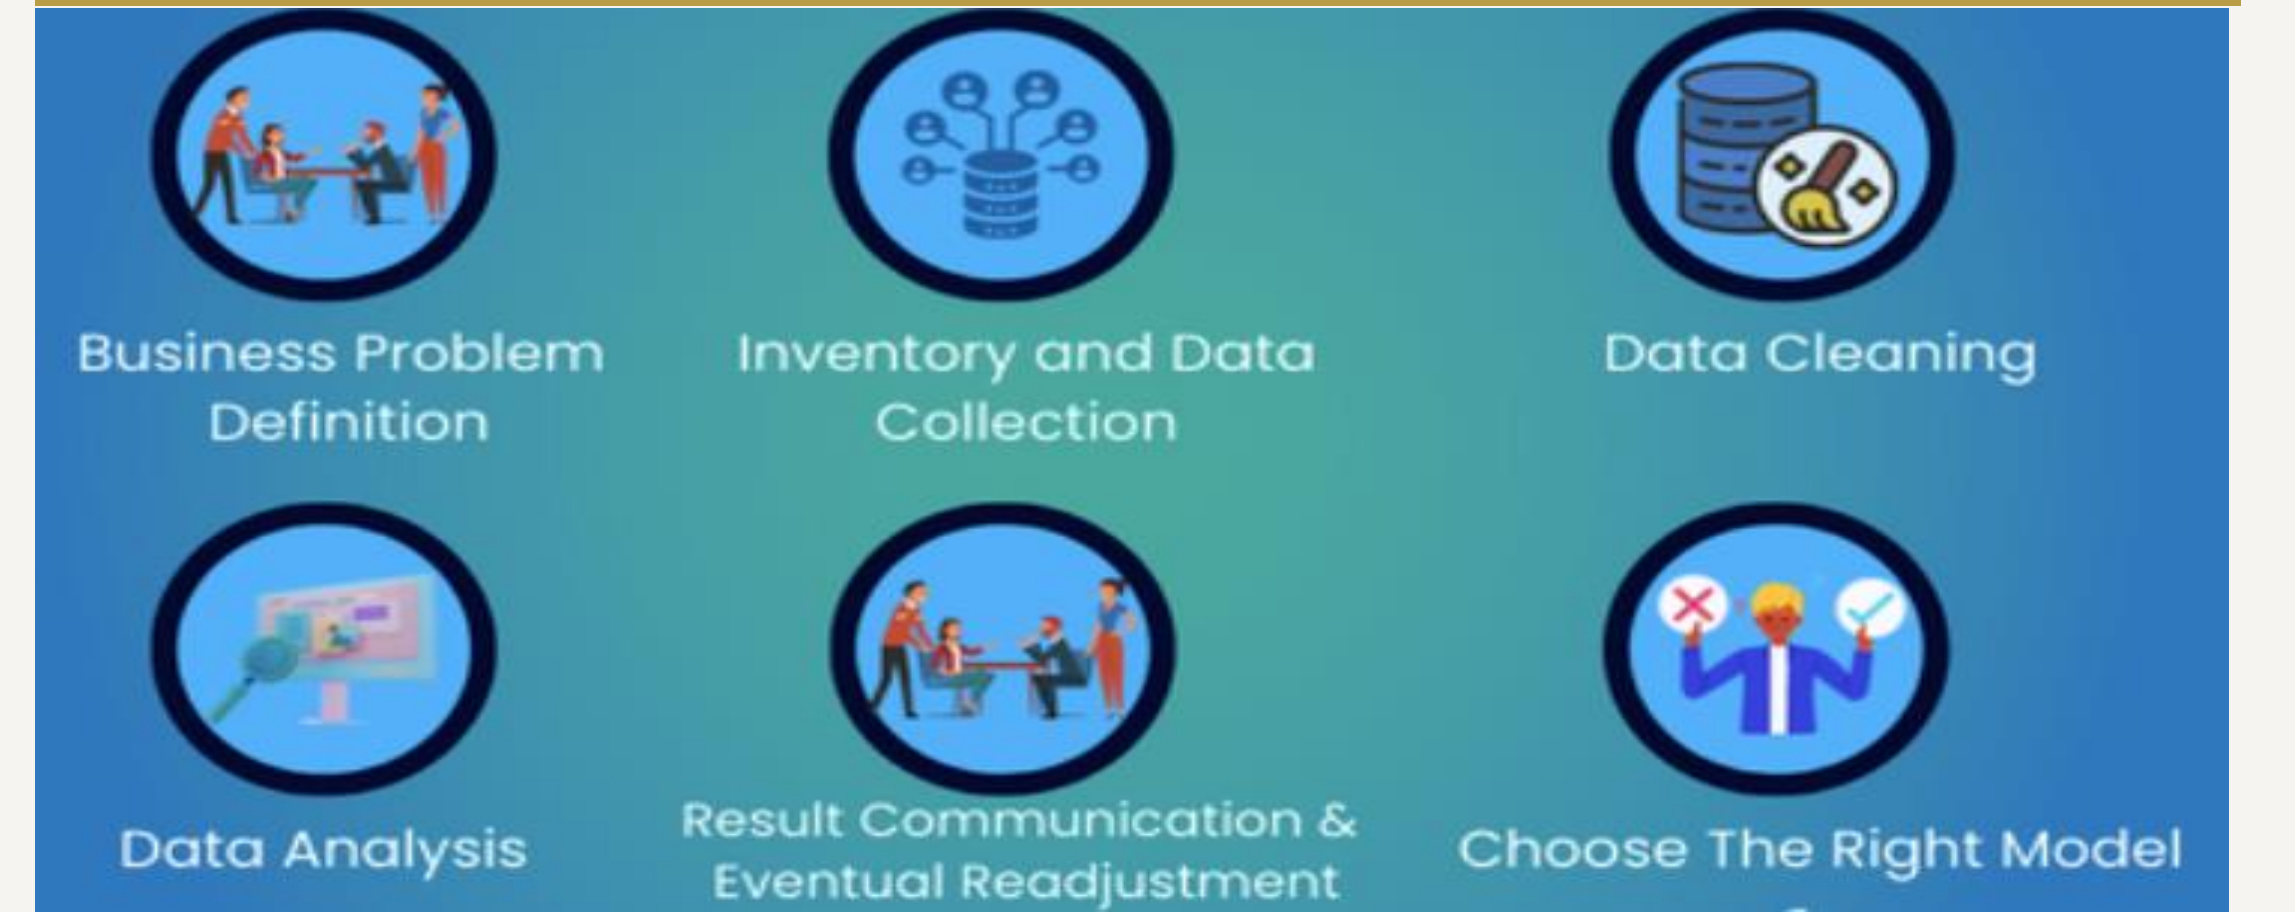 Business Problem
Definition
Inventory and Data
Collection
Data Cleaning
Data Analysis
Result Communication &
Eventual Readjustment
Choose The Right Model